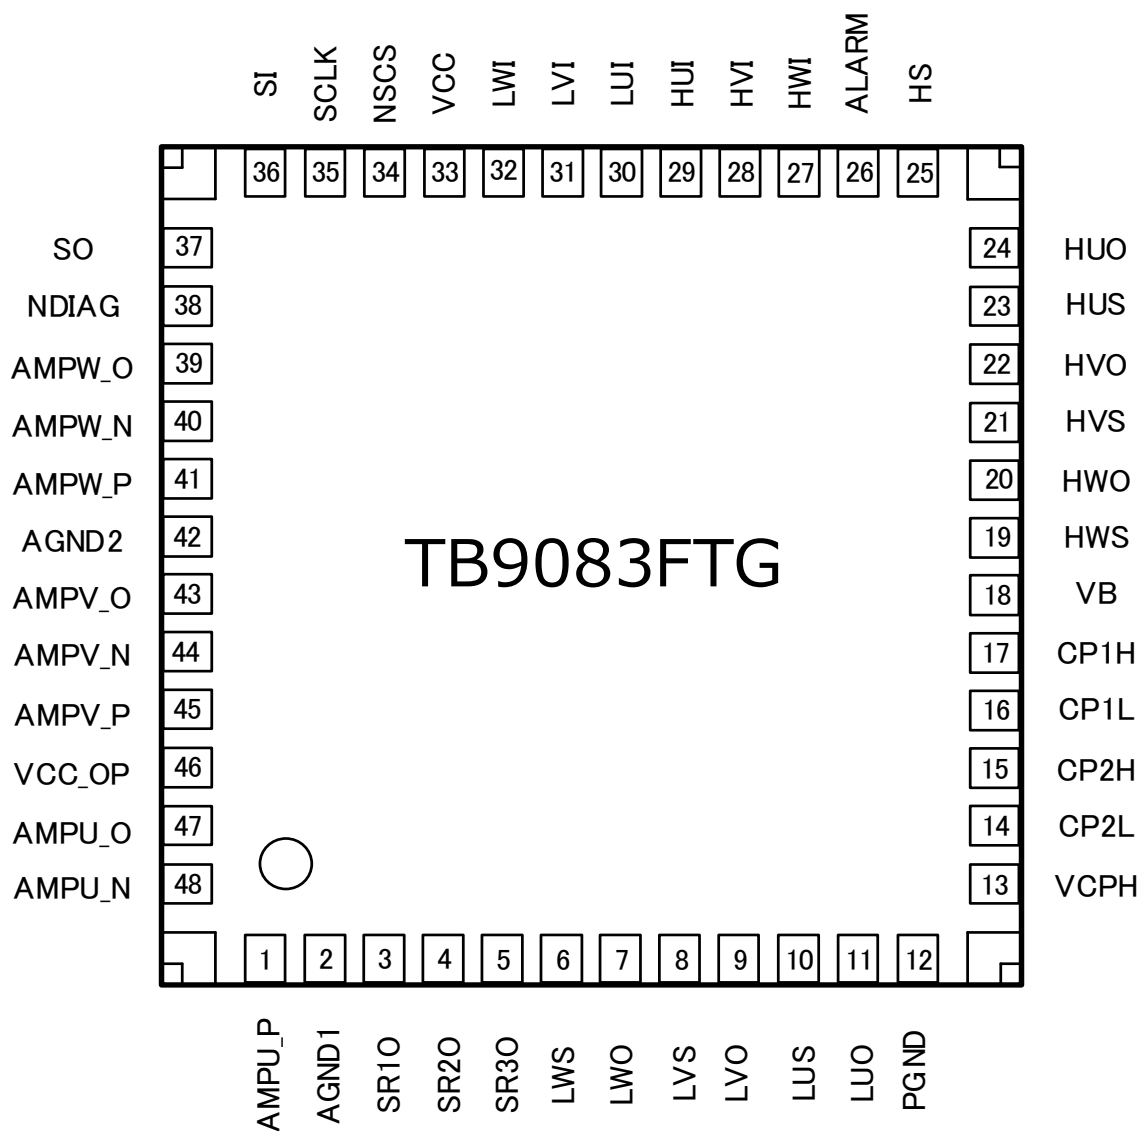 SI SCLK NSCS VCC LWI LVI LUI HUI HVI HWI ALARM HS
36 35 34 33 32 31 30 29 28 27 26 25
SO 37 24 HUO
NDIAG 38 23 HUS
AMPW_O 39 22 HVO
AMPW_N 40 21 HVS
AMPW_P 41 20 HWO
AGND2 42 19 HWS
TB9083FTG
AMPV_O 43 18 VB
AMPV_N 44 17 CP1H
AMPV_P 45 16 CP1L
VCC_OP 46 15 CP2H
AMPU_O 47 14 CP2L
AMPU_N 48 13 VCPH
1 2 3 4 5 6 7 8 9 10 11 12
AMPU_P AGND1 SR1O SR2O SR3O LWS LWO LVS LVO LUS LUO PGND